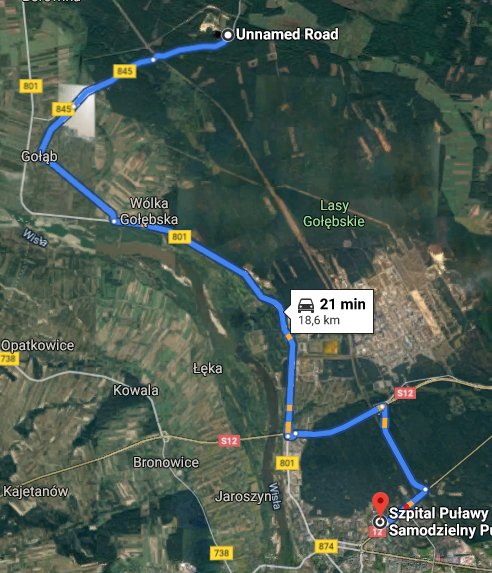 Unnamed Road
845
801
845
Gołąb
Wólka
Gołębska
801
Lasy
Gołębskie
Wisła
21 min
18,6 km
Opatkowice
738
Łęka
Kowala
S12
S12
Bronowice
801
Kajetanów
Jaroszyn
Wisła
Szpital Puławy
Samodzielny Pu
12
874
738